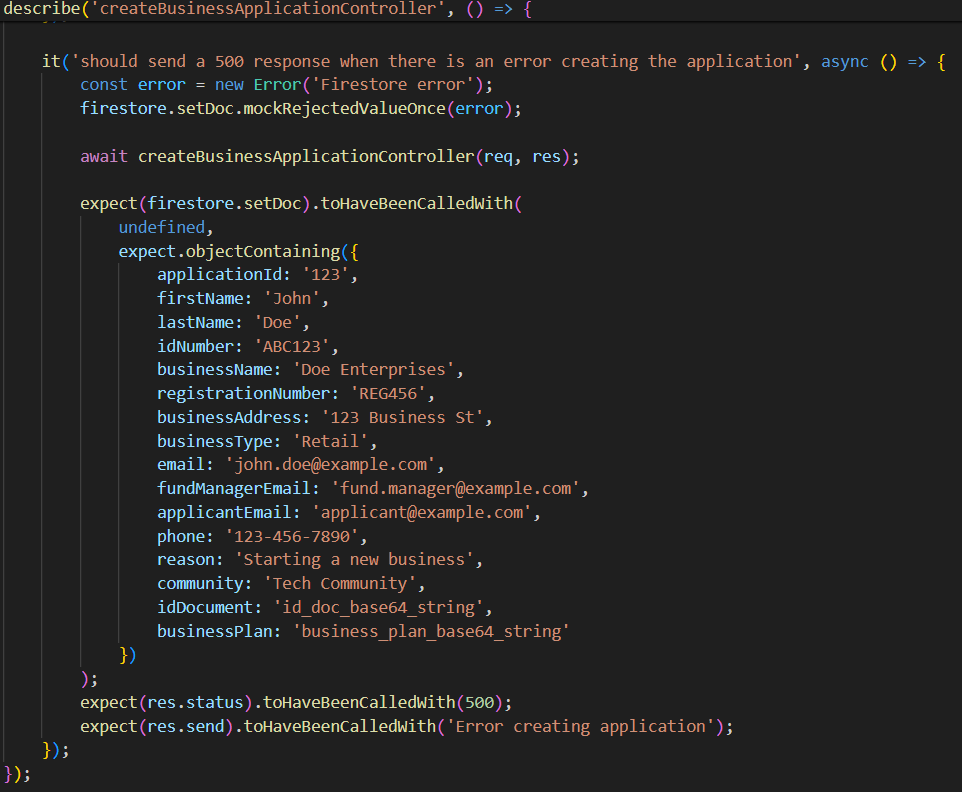 describe('createBusinessApplicationController', () => {
it('should send a 500 response when there is an error creating the application', async () => {
const error = new Error('Firestore error');
firestore.setDoc.mockRejectedValueOnce(error);
await createBusinessApplicationController(req, res);
expect(firestore.setDoc).toHaveBeenCalledWith(
undefined,
expect.objectContaining({
applicationId: '123',
firstName: 'John',
lastName: 'Doe',
idNumber: 'ABC123',
businessName: 'Doe Enterprises',
registrationNumber: 'REG456',
businessAddress: '123 Business St',
businessType: 'Retail',
email: 'john.doe@example.com',
fundManagerEmail: 'fund.manager@example.com',
applicantEmail: 'applicant@example.com',
phone: '123-456-7890',
reason: 'Starting a new business',
community: 'Tech Community',
idDocument: 'id_doc_base64_string',
businessPlan: 'business_plan_base64_string'
})
);
expect(res.status).toHaveBeenCalledWith(500);
expect(res.send).toHaveBeenCalledWith('Error creating application');
});
});